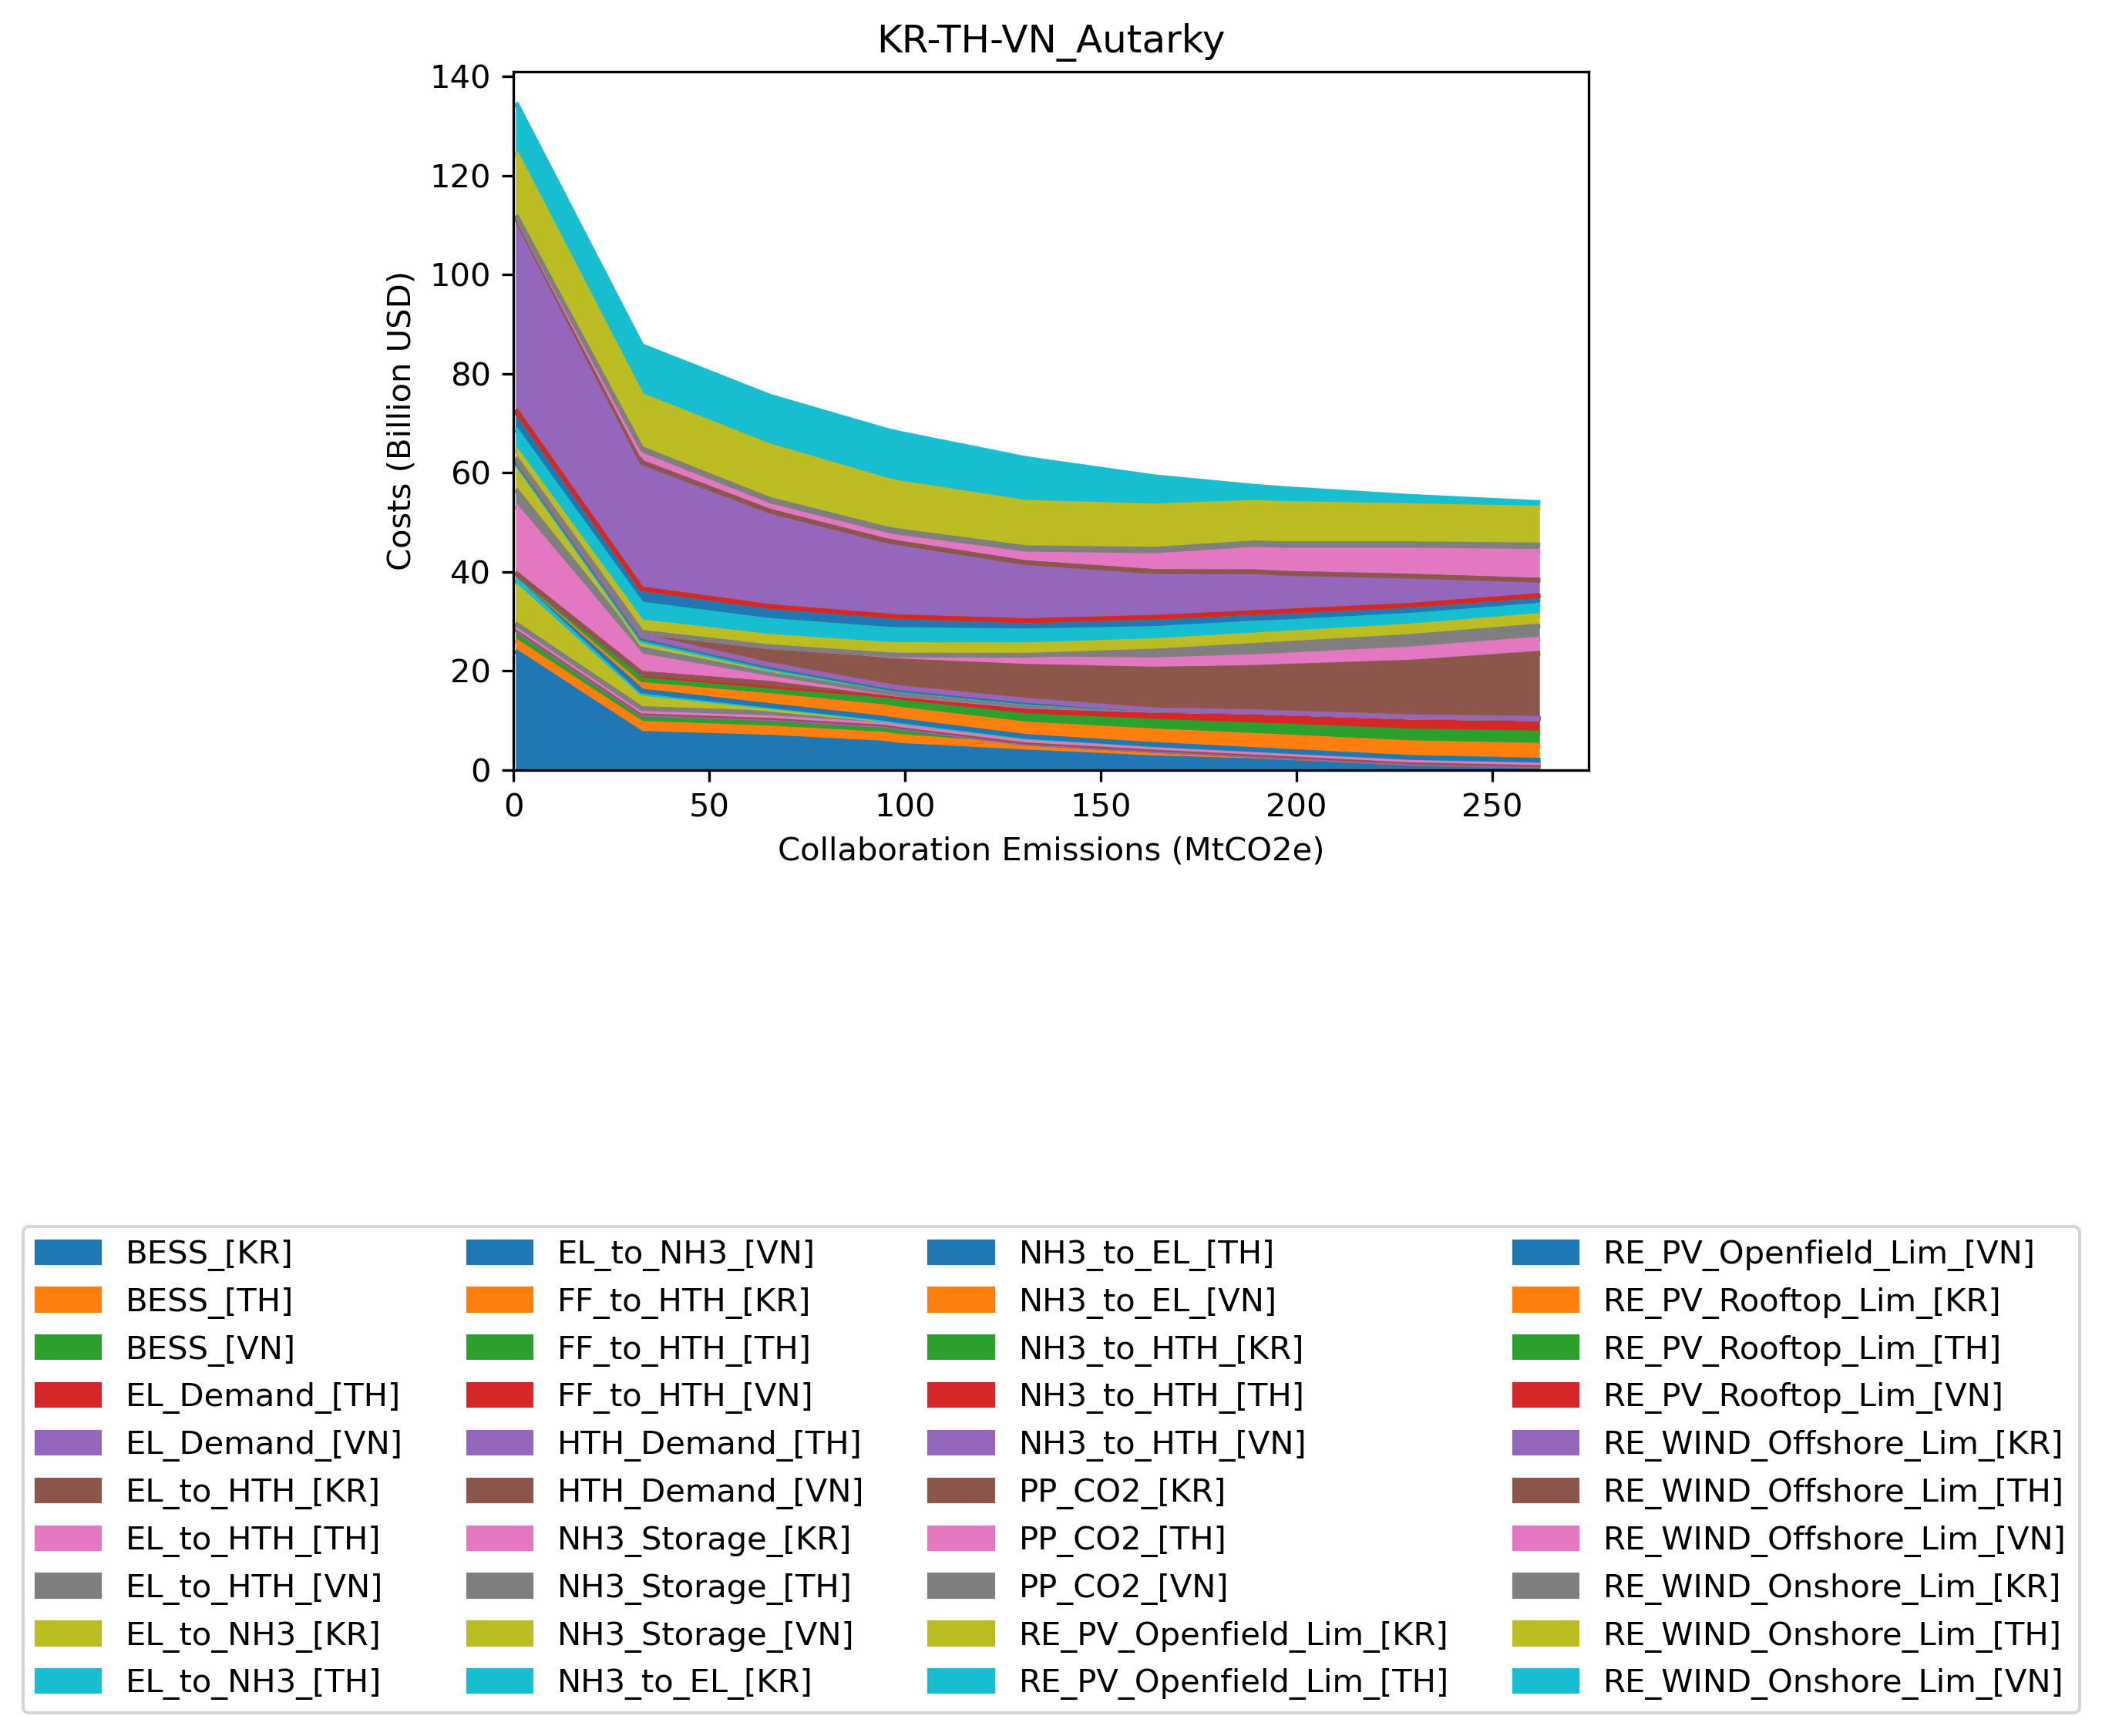 KR-TH-VN_Autarky
140
120
100
80
60
40
20
0
Costs (Billion USD)
0 50 100 150 200 250
Collaboration Emissions (MtCO2e)
BESS_[KR]
BESS_[TH]
BESS_[VN]
EL_Demand_[TH]
EL_Demand_[VN]
EL_to_HTH_[KR]
EL_to_HTH_[TH]
EL_to_HTH_[VN]
EL_to_NH3_[KR]
EL_to_NH3_[TH]
EL_to_NH3_[VN]
FF_to_HTH_[KR]
FF_to_HTH_[TH]
FF_to_HTH_[VN]
HTH_Demand_[TH]
HTH_Demand_[VN]
NH3_Storage_[KR]
NH3_Storage_[TH]
NH3_Storage_[VN]
NH3_to_EL_[KR]
NH3_to_EL_[TH]
NH3_to_EL_[VN]
NH3_to_HTH_[KR]
NH3_to_HTH_[TH]
NH3_to_HTH_[VN]
PP_CO2_[KR]
PP_CO2_[TH]
PP_CO2_[VN]
RE_PV_Openfield_Lim_[KR]
RE_PV_Openfield_Lim_[TH]
RE_PV_Openfield_Lim_[VN]
RE_PV_Rooftop_Lim_[KR]
RE_PV_Rooftop_Lim_[TH]
RE_PV_Rooftop_Lim_[VN]
RE_WIND_Offshore_Lim_[KR]
RE_WIND_Offshore_Lim_[TH]
RE_WIND_Offshore_Lim_[VN]
RE_WIND_Onshore_Lim_[KR]
RE_WIND_Onshore_Lim_[TH]
RE_WIND_Onshore_Lim_[VN]